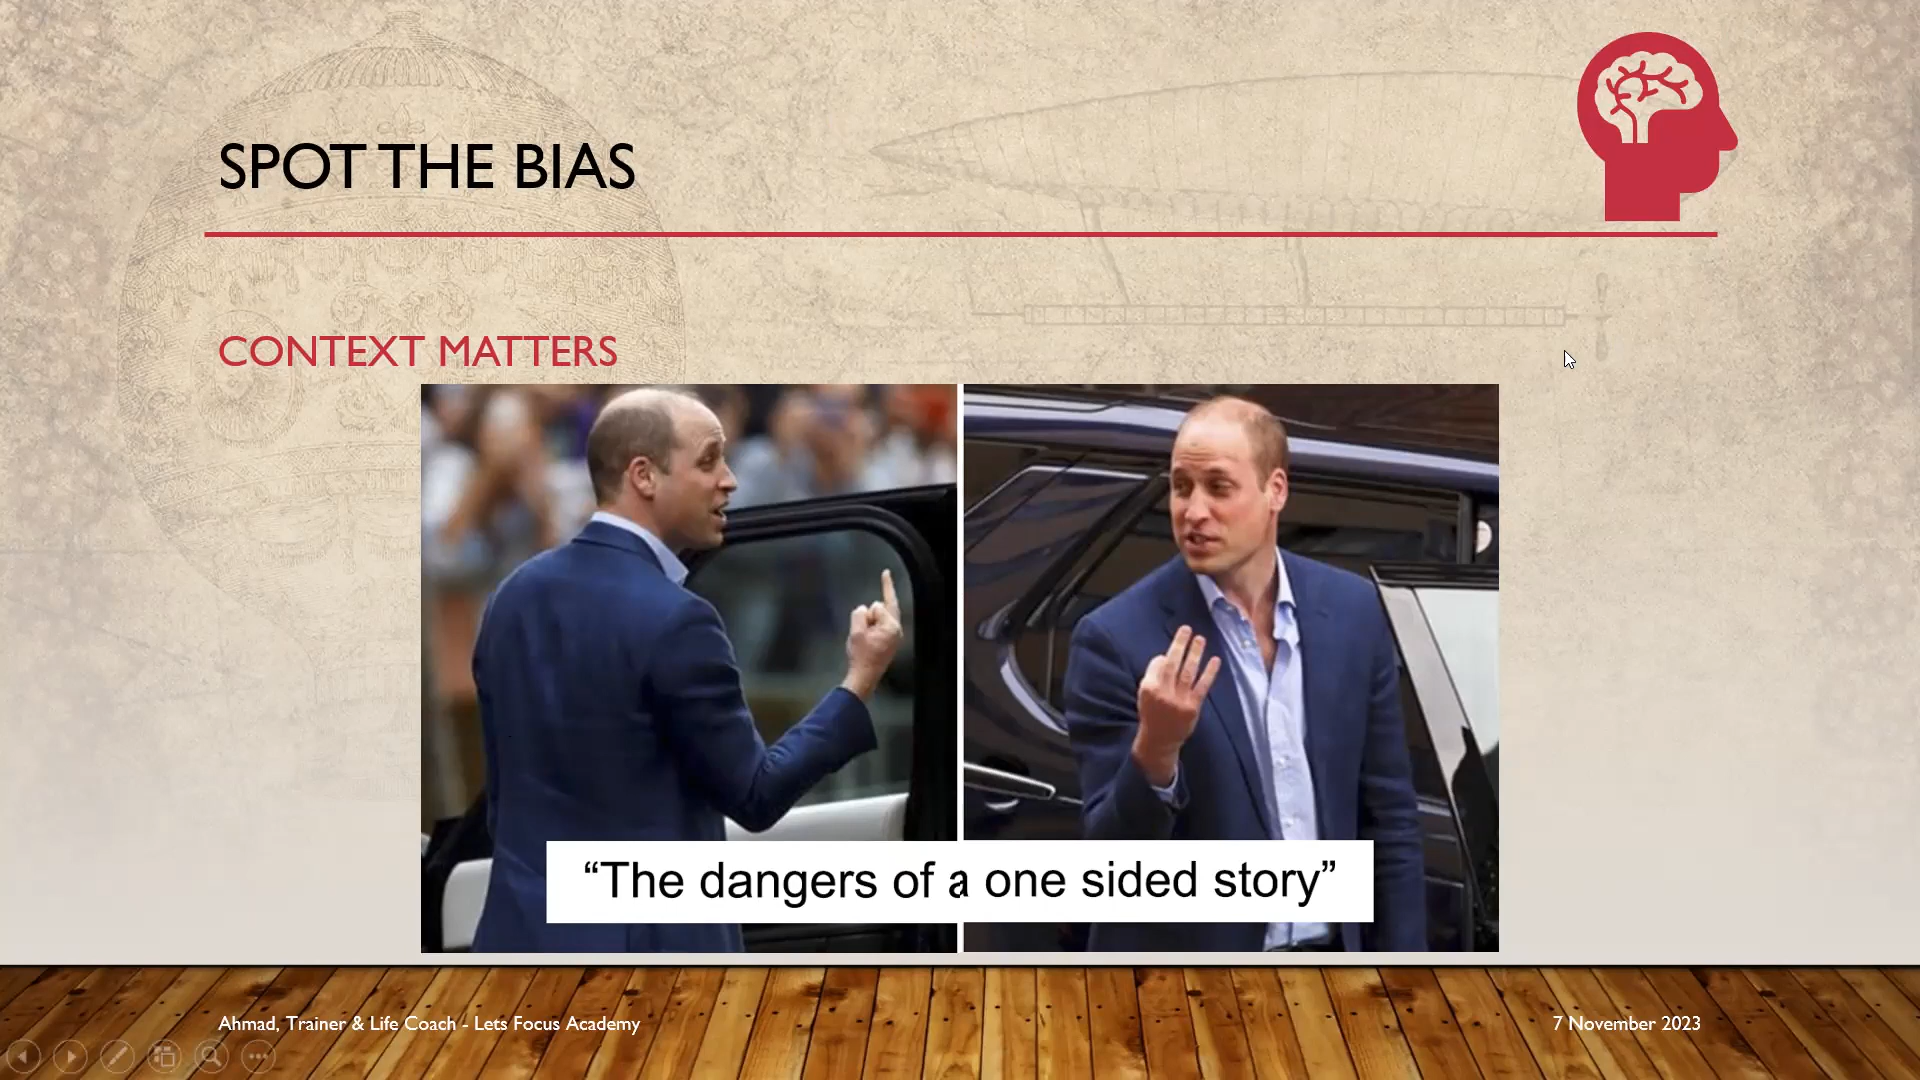 SPOT THE BIAS
CONTEXT MATTERS
“The dangers of a one sided story”
Ahmad, Trainer & Life Coach - Lets Focus Academy
7 November 2023